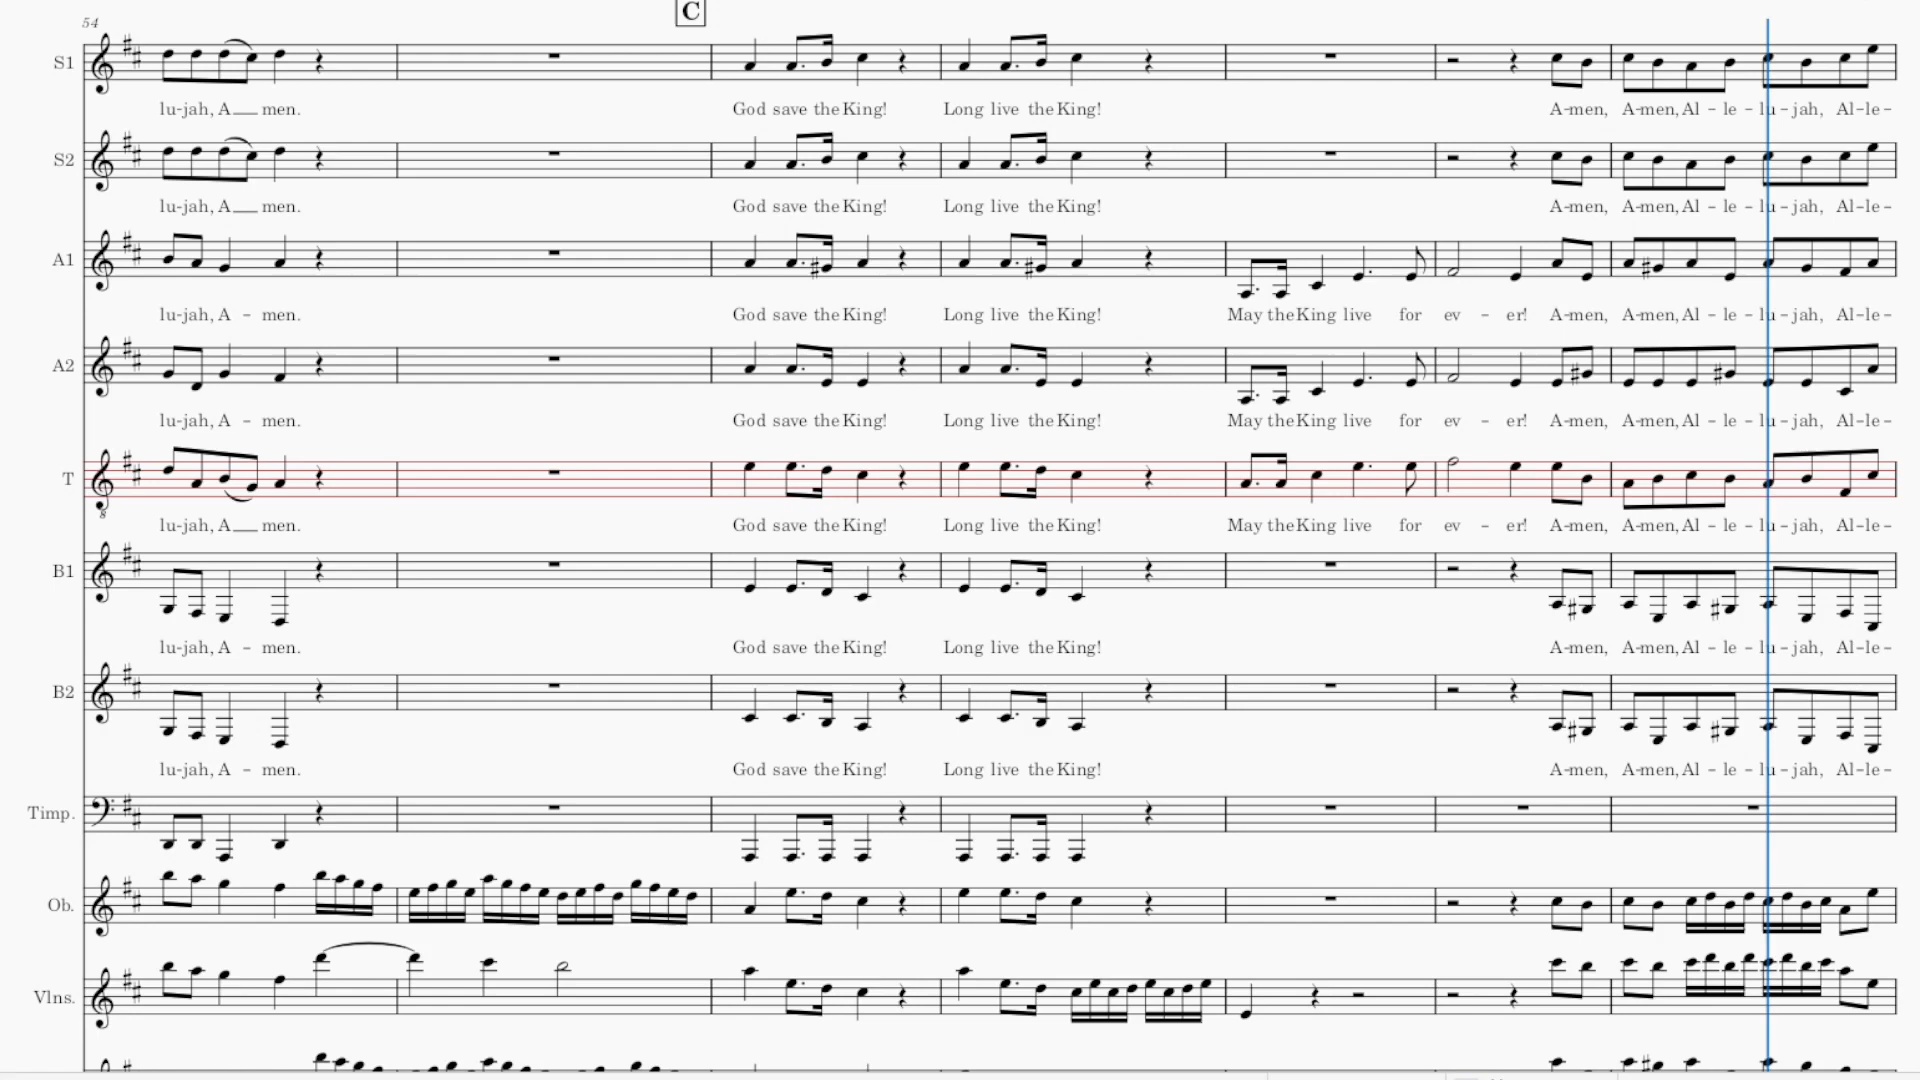 54
C
S1
lu-jah, A men. God save the King! Long live the King! A-men, A-men, Al - le - lu - jah, Al-le-
S2
lu-jah, A men. God save the King! Long live the King! A-men, A-men, Al - le - lu - jah, Al-le-
A1
lu-jah, A - men. God save the King! Long live the King! May the King live for ev - er! A-men, A-men, Al - le - lu - jah, Al-le-
A2
lu-jah, A - men. God save the King! Long live the King! May the King live for ev - er! A-men, A-men, Al - le - lu - jah, Al-le-
T
lu-jah, A men. God save the King! Long live the King! May the King live for ev - er! A-men, A-men, Al - le - lu - jah, Al-le-
B1
lu-jah, A - men. God save the King! Long live the King! A-men, A-men, Al - le - lu - jah, Al-le-
B2
lu-jah, A - men. God save the King! Long live the King! A-men, A-men, Al - le - lu - jah, Al-le-
Timp.
Ob.
Vlns.